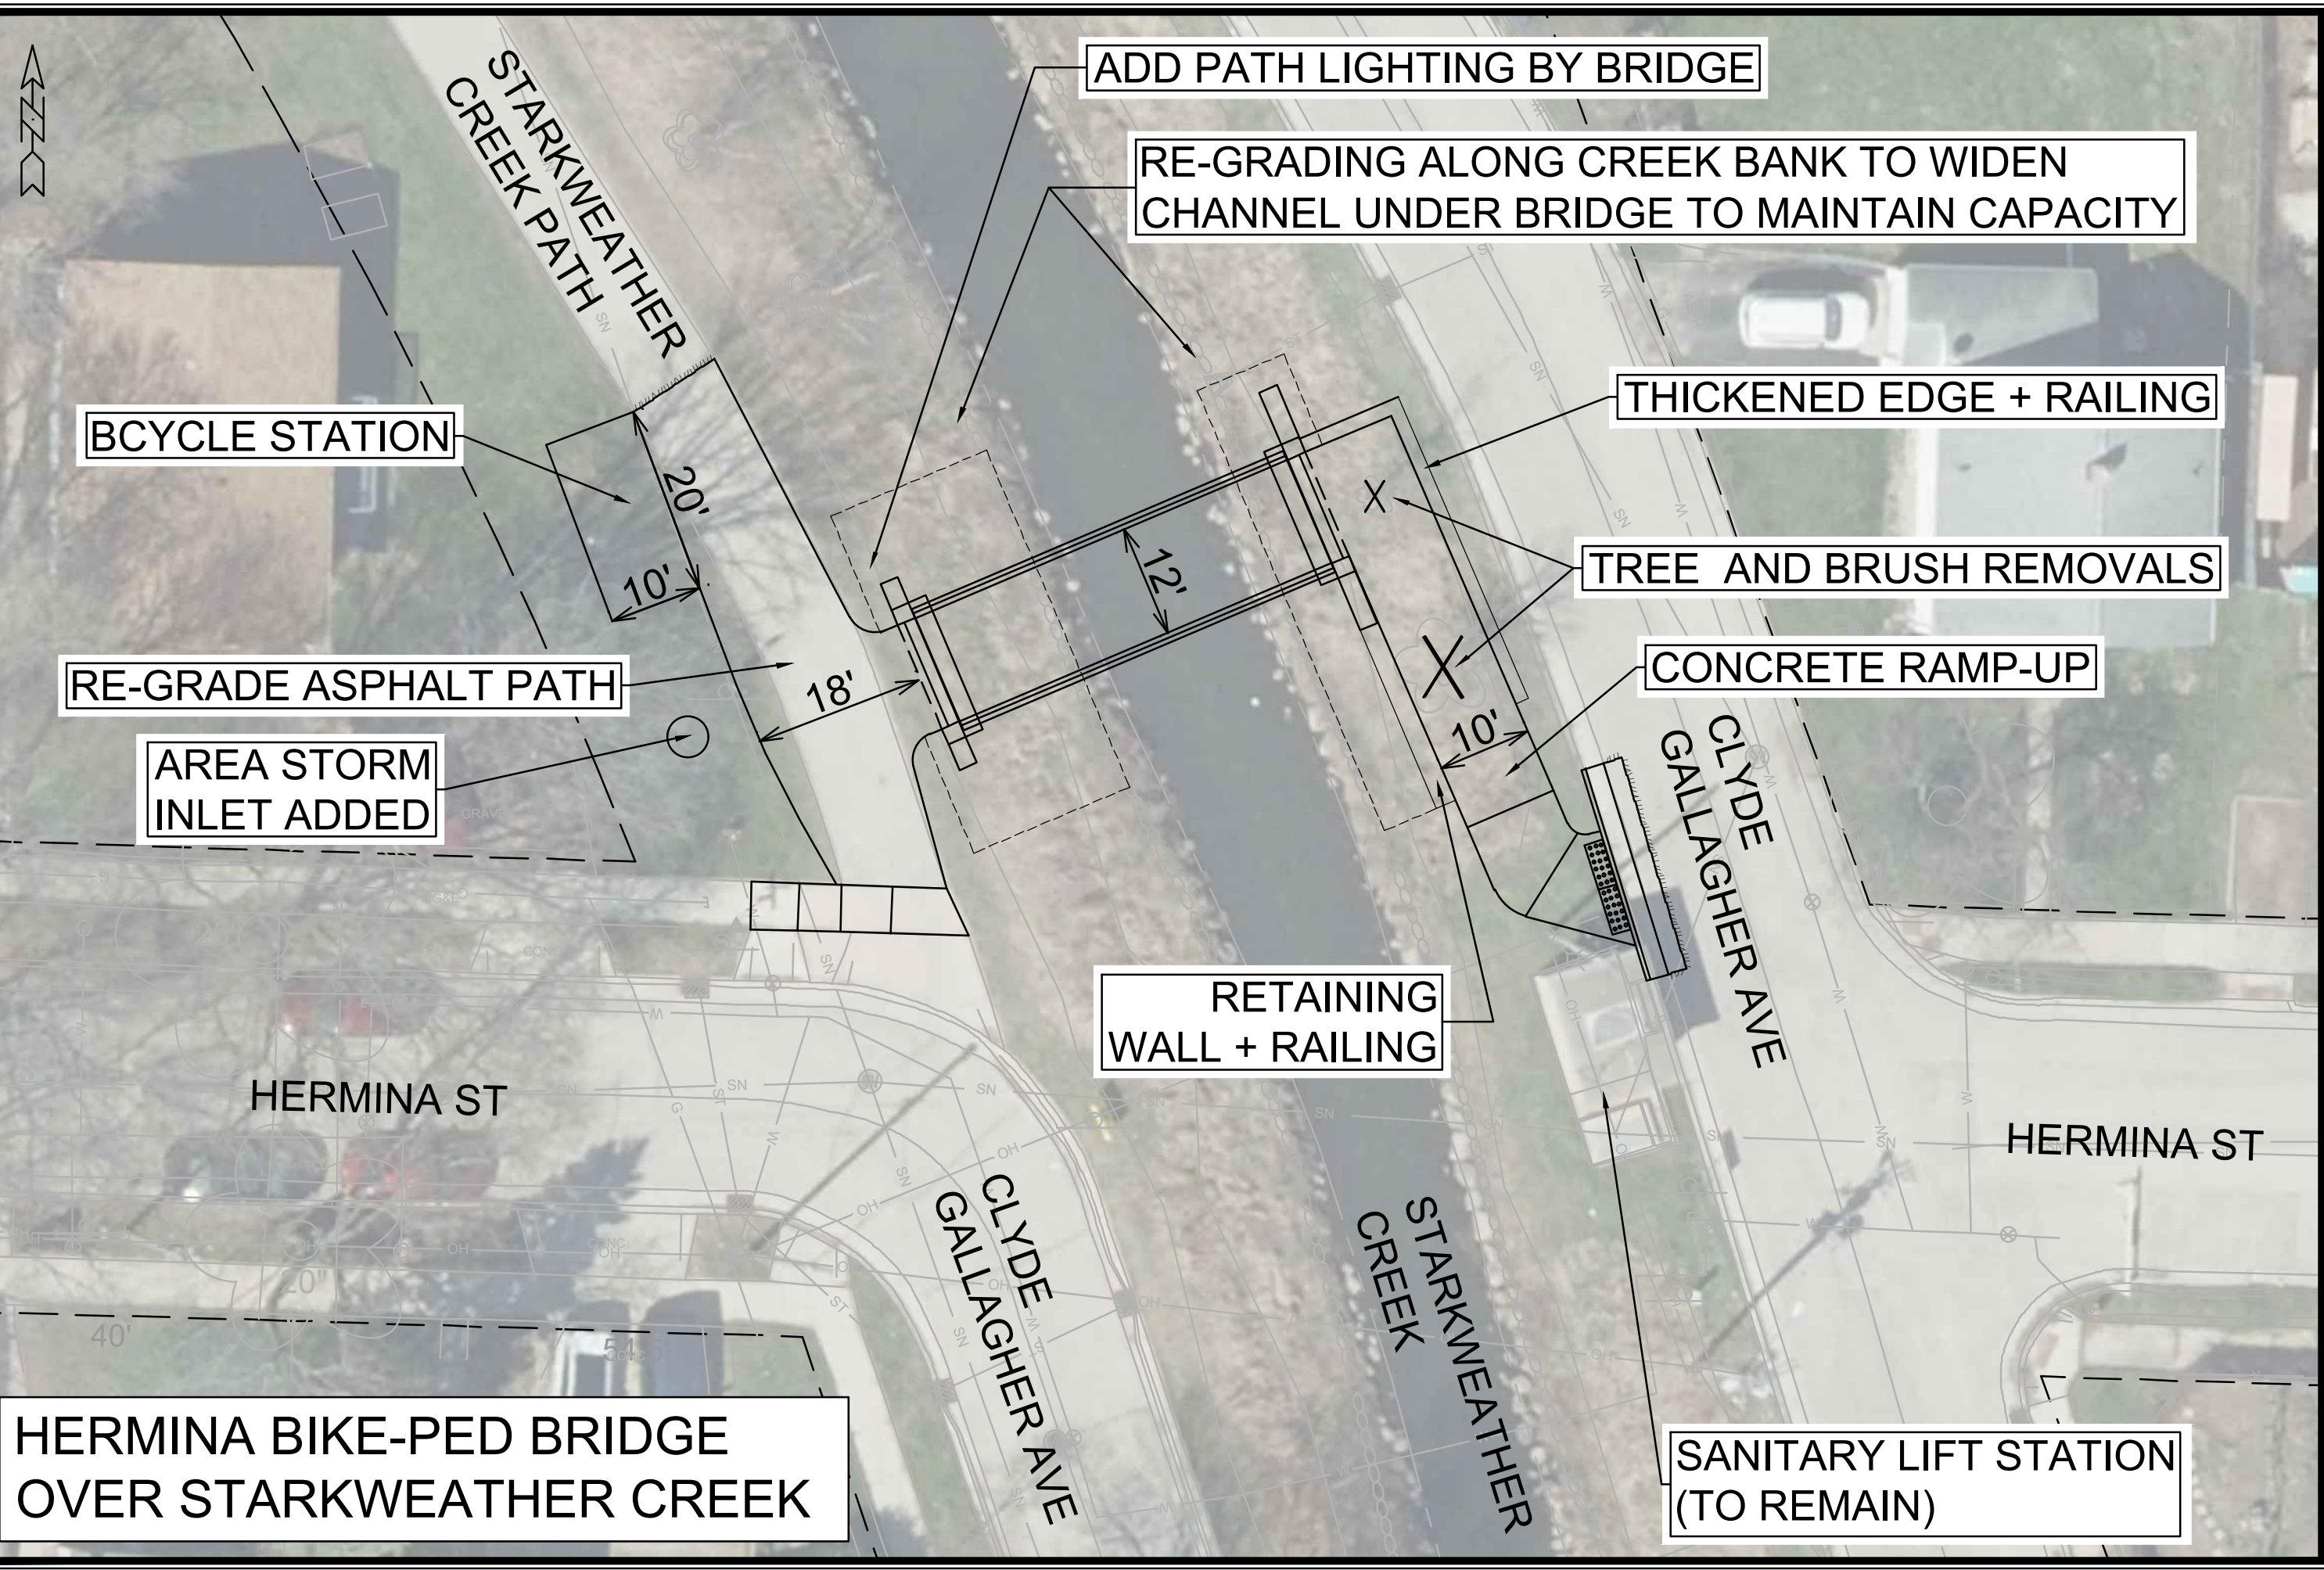 ADD PATH LIGHTING BY BRIDGE
STARKWEATHER
CREEK PATH
RE-GRADING ALONG CREEK BANK TO WIDEN
CHANNEL UNDER BRIDGE TO MAINTAIN CAPACITY
THICKENED EDGE + RAILING
BCYCLE STATION
20'
10'
12'
TREE AND BRUSH REMOVALS
RE-GRADE ASPHALT PATH
18'
CONCRETE RAMP-UP
10'
AREA STORM
INLET ADDED
CLYDE
GALLAGHER AVE
RETAINING
WALL + RAILING
HERMINA ST
HERMINA ST
CLYDE
GALLAGHER AVE
STARKWEATHER
CREEK
20"
40'
HERMINA BIKE-PED BRIDGE
OVER STARKWEATHER CREEK
SANITARY LIFT STATION
(TO REMAIN)